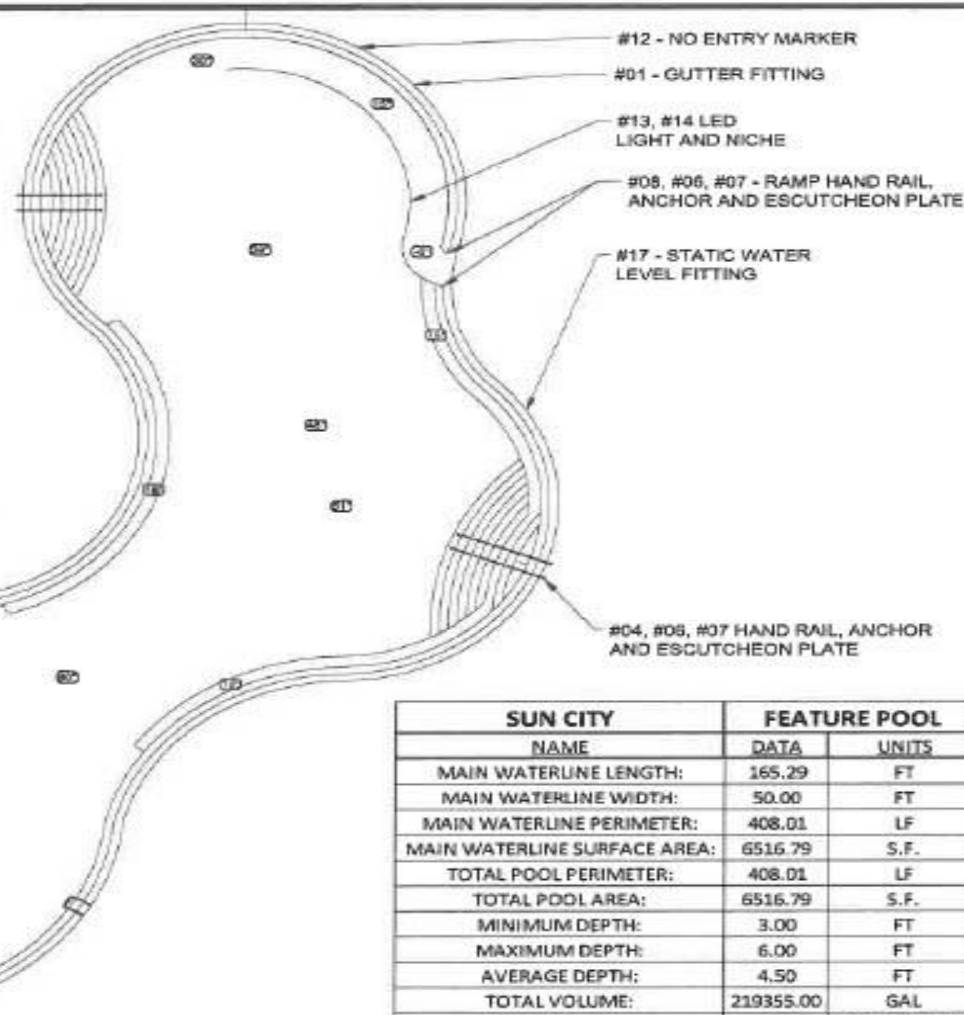 #12 - NO ENTRY MARKER
#01 - GUTTER FITTING
#13, #14 LED
LIGHT AND NICHE
#08, #06, #07 - RAMP HAND RAIL,
ANCHOR AND ESCUTCHEON PLATE
#17 - STATIC WATER
LEVEL FITTING
#04, #06, #07 HAND RAIL, ANCHOR
AND ESCUTCHEON PLATE
SUN CITY FEATURE POOL
NAME DATA UNITS
MAIN WATERLINE LENGTH: 165.29 FT
MAIN WATERLINE WIDTH: 50.00 FT
MAIN WATERLINE PERIMETER: 408.01 LF
MAIN WATERLINE SURFACE AREA: 6516.79 S.F.
TOTAL POOL PERIMETER: 408.01 LF
TOTAL POOL AREA: 6516.79 S.F.
MINIMUM DEPTH: 3.00 FT
MAXIMUM DEPTH: 6.00 FT
AVERAGE DEPTH: 4.50 FT
TOTAL VOLUME: 219355.00 GAL